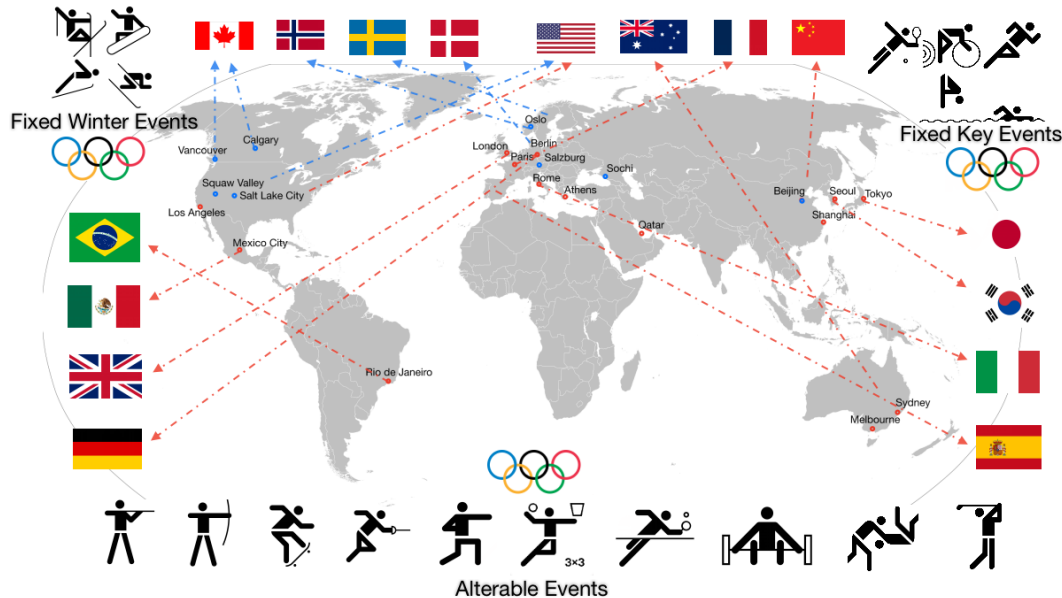 Fixed Winter Events
Fixed Key Events
Oslo
Calgary
Vancouver
London
Berlin
Paris
Salzburg
Rome
Sochi
Athens
Squaw Valley
Salt Lake City
Los Angeles
Beijing
Seoul
Tokyo
Shanghai
Qatar
Mexico City
Rio de Janeiro
Sydney
Melbourne
3×3
Alterable Events